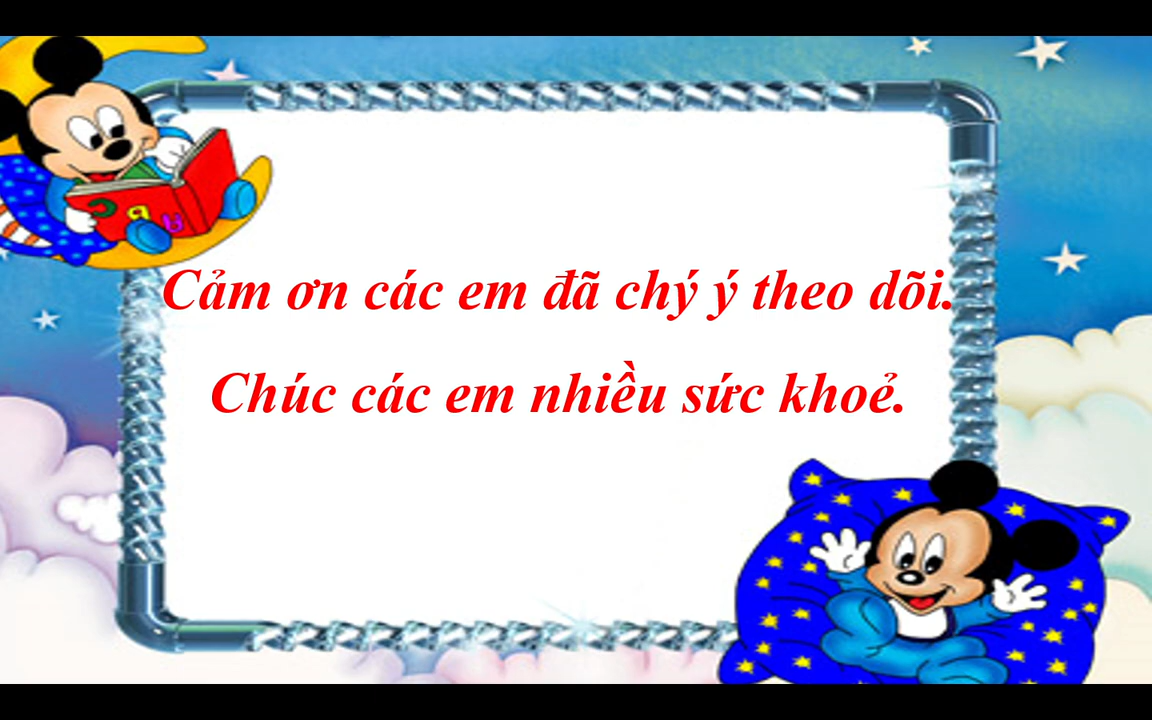 Cảm ơn các em đã chý ý theo dõi.
Chúc các em nhiều sức khoẻ.